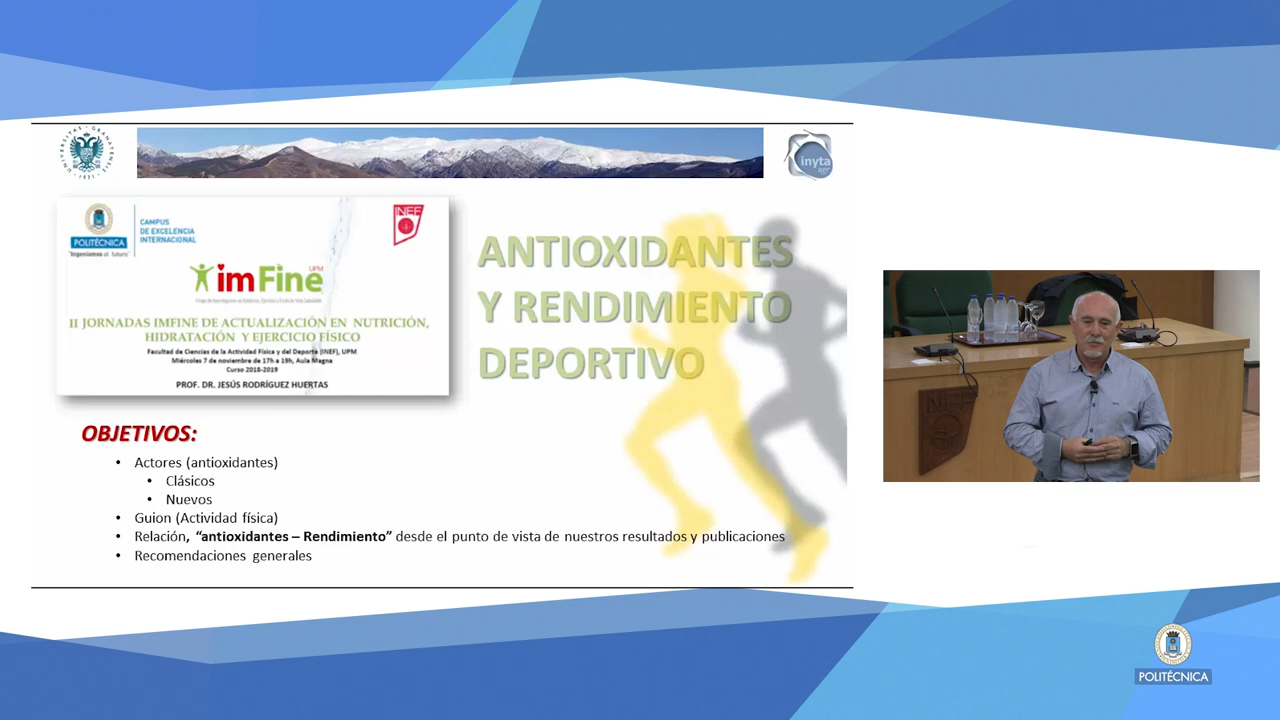 UNIVERSITAS · GRANATENSIS · 1531 ·
inyta
agr
POLITÉCNICA
"Ingeniamos el futuro"
CAMPUS
DE EXCELENCIA
INTERNACIONAL
INEF
imFine
UPM
II JORNADAS IMFINE DE ACTUALIZACIÓN EN NUTRICIÓN,
HIDRATACIÓN Y EJERCICIO FÍSICO
Facultad de Ciencias de la Actividad Física y del Deporte (INEF), UPM
Miércoles 7 de noviembre de 17h a 19h, Aula Magna
Curso 2018-2019
PROF. DR. JESÚS RODRÍGUEZ HUERTAS
ANTIOXIDANTES
Y RENDIMIENTO
DEPORTIVO
OBJETIVOS:
• Actores (antioxidantes)
• Clásicos
• Nuevos
• Guion (Actividad física)
• Relación, “antioxidantes – Rendimiento” desde el punto de vista de nuestros resultados y publicaciones
• Recomendaciones generales
INEF
POLITÉCNICA